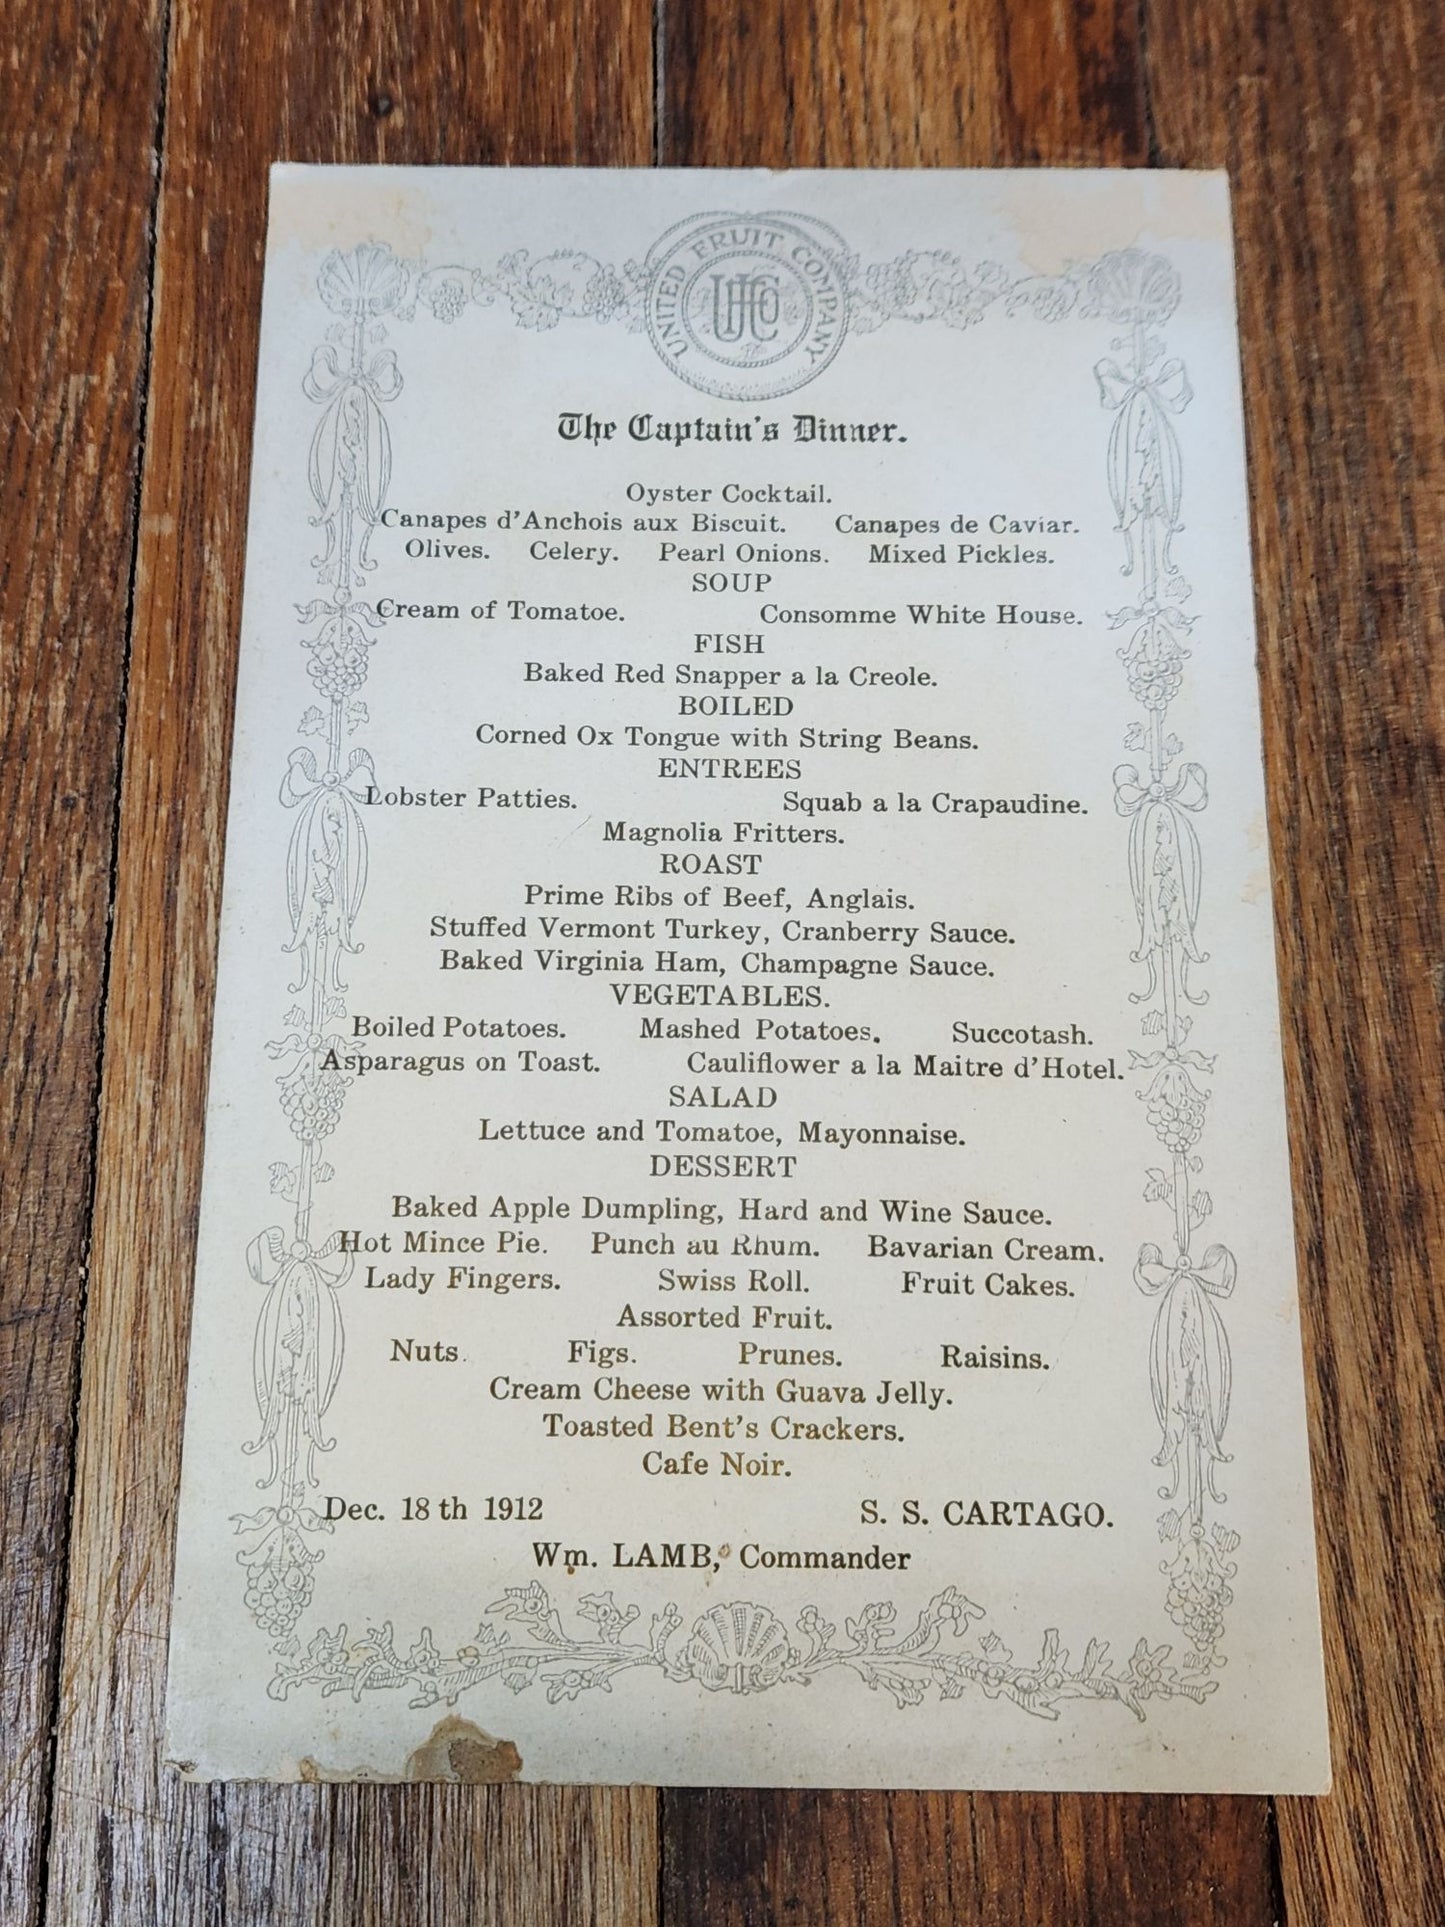 UNITED FRUIT COMPANY
UFCo
The Captain's Dinner.
Oyster Cocktail.
Canapes d'Anchois aux Biscuit. Canapes de Caviar.
Olives. Celery. Pearl Onions. Mixed Pickles.
SOUP
Cream of Tomatoe. Consomme White House.
FISH
Baked Red Snapper a la Creole.
BOILED
Corned Ox Tongue with String Beans.
ENTREES
Lobster Patties. Squab a la Crapaudine.
Magnolia Fritters.
ROAST
Prime Ribs of Beef, Anglais.
Stuffed Vermont Turkey, Cranberry Sauce.
Baked Virginia Ham, Champagne Sauce.
VEGETABLES.
Boiled Potatoes. Mashed Potatoes. Succotash.
Asparagus on Toast. Cauliflower a la Maitre d'Hotel.
SALAD
Lettuce and Tomatoe, Mayonnaise.
DESSERT
Baked Apple Dumpling, Hard and Wine Sauce.
Hot Mince Pie. Punch au Rhum. Bavarian Cream.
Lady Fingers. Swiss Roll. Fruit Cakes.
Assorted Fruit.
Nuts. Figs. Prunes. Raisins.
Cream Cheese with Guava Jelly.
Toasted Bent's Crackers.
Cafe Noir.
Dec. 18 th 1912 S. S. CARTAGO.
Wm. LAMB, Commander